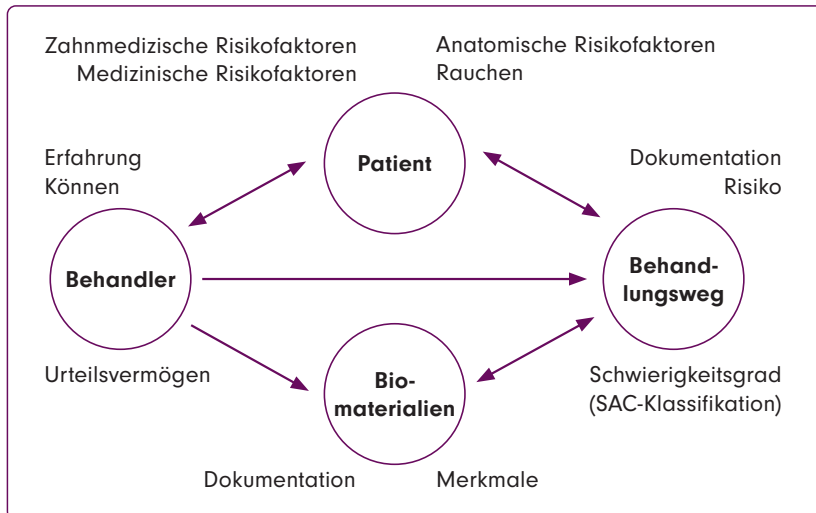 Zahnmedizische Risikofaktoren
Medizinische Risikofaktoren
Anatomische Risikofaktoren
Rauchen
Patient
Erfahrung
Können
Behandler
Urteilsvermögen
Dokumentation
Risiko
Behand-
lungsweg
Schwierigkeitsgrad
(SAC-Klassifikation)
Bio-
materialien
Dokumentation
Merkmale